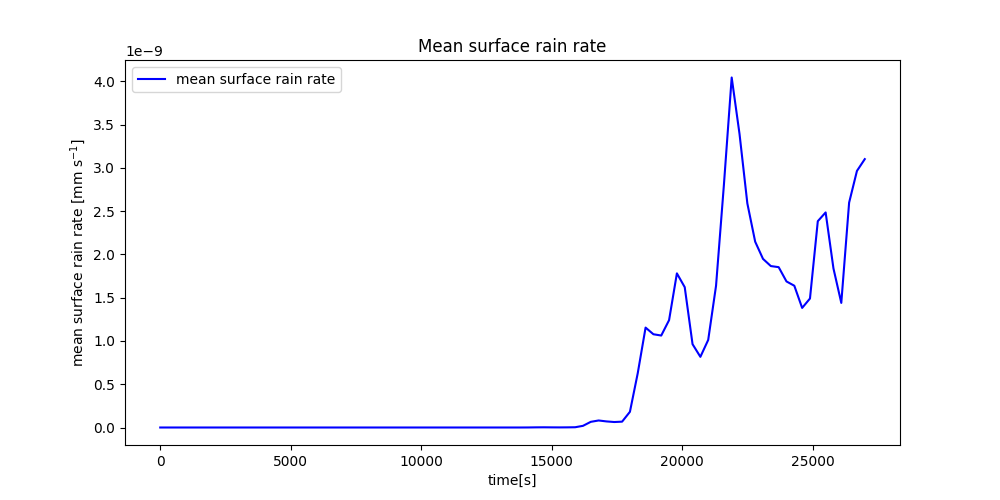 Mean surface rain rate
1e−9
mean surface rain rate
4.0
3.5
3.0
2.5
2.0
1.5
1.0
0.5
0.0
mean surface rain rate [mm s⁻¹]
0 5000 10000 15000 20000 25000
time[s]